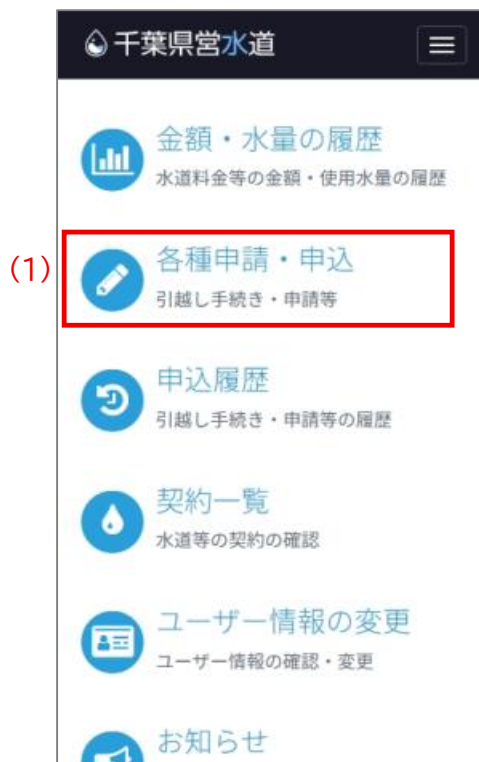 千葉県営水道
金額・水量の履歴
水道料金等の金額・使用水量の履歴
(1)
各種申請・申込
引越し手続き・申請等
申込履歴
引越し手続き・申請等の履歴
契約一覧
水道等の契約の確認
ユーザー情報の変更
ユーザー情報の確認・変更
お知らせ